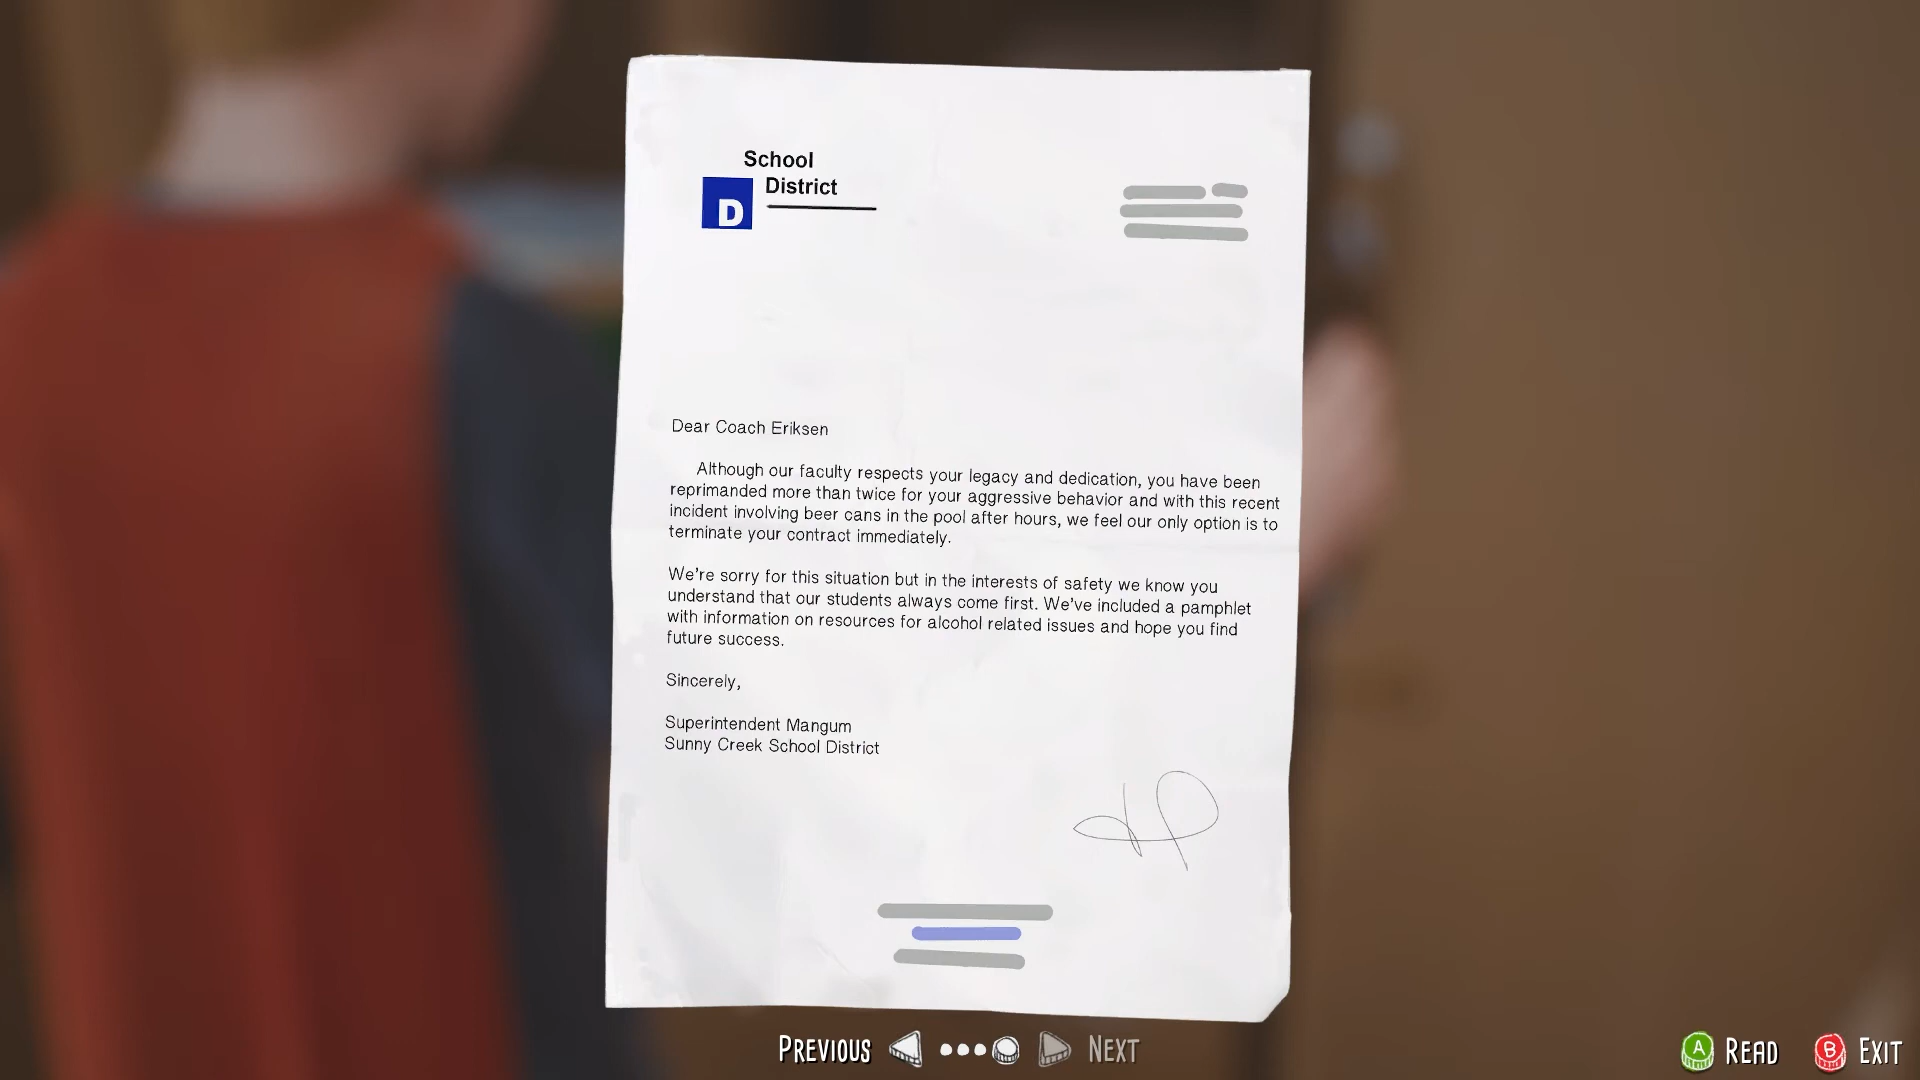 School
District
D
Dear Coach Eriksen
Although our faculty respects your legacy and dedication, you have been
reprimanded more than twice for your aggressive behavior and with this recent
incident involving beer cans in the pool after hours, we feel our only option is to
terminate your contract immediately.
We're sorry for this situation but in the interests of safety we know you
understand that our students always come first. We've included a pamphlet
with information on resources for alcohol related issues and hope you find
future success.
Sincerely,
Superintendent Mangum
Sunny Creek School District
PREVIOUS NEXT
A READ B EXIT